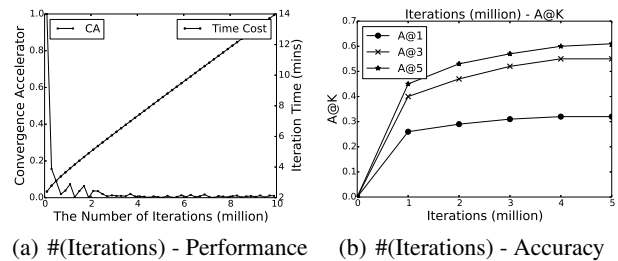 Iterations (million) - A@K
CA
Time Cost
Convergence Accelerator
1.0
0.8
0.6
0.4
0.2
0.0
Iteration Time (mins)
14
12
10
8
6
4
2
0 2 4 6 8 10
The Number of Iterations (million)
A@K
0.7
0.6
0.5
0.4
0.3
0.2
0.1
0.0
A@1
A@3
A@5
0 1 2 3 4 5
Iterations (million)
(a) #(Iterations) - Performance
(b) #(Iterations) - Accuracy